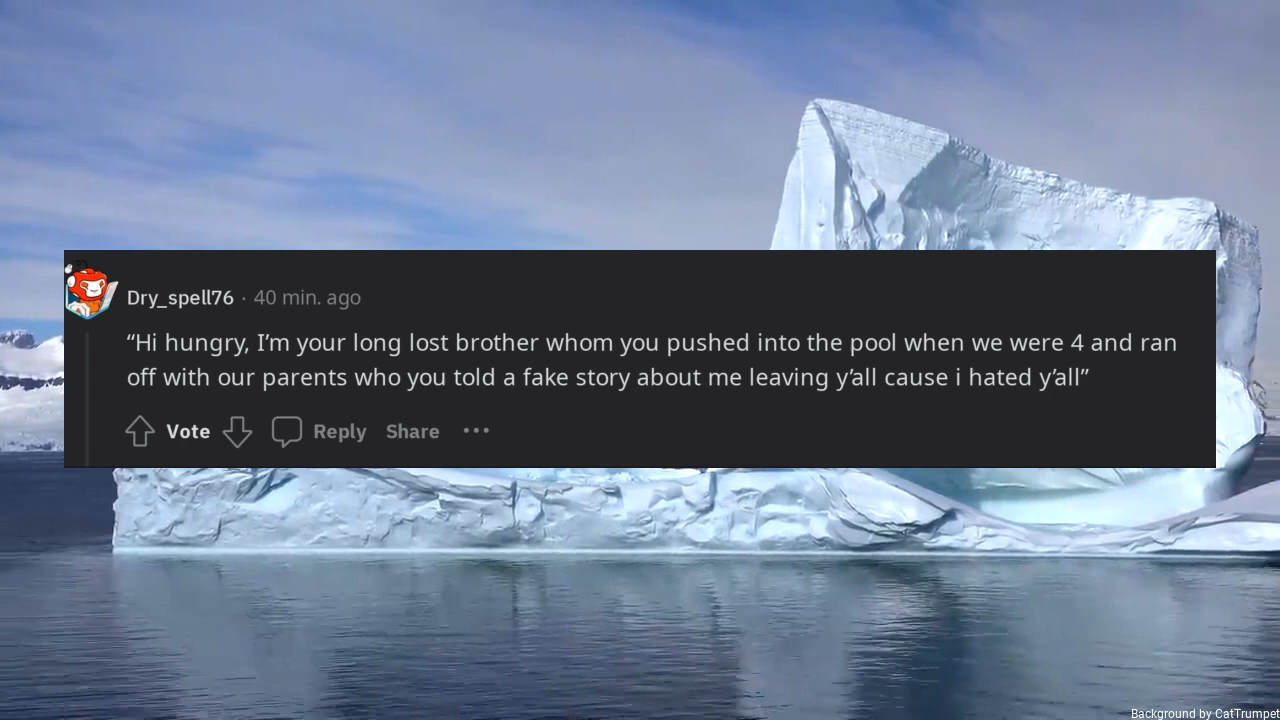 Dry_spell76 · 40 min. ago
“Hi hungry, I’m your long lost brother whom you pushed into the pool when we were 4 and ran
off with our parents who you told a fake story about me leaving y’all cause i hated y’all”
Vote Reply Share ···
Background by CatTrumpet